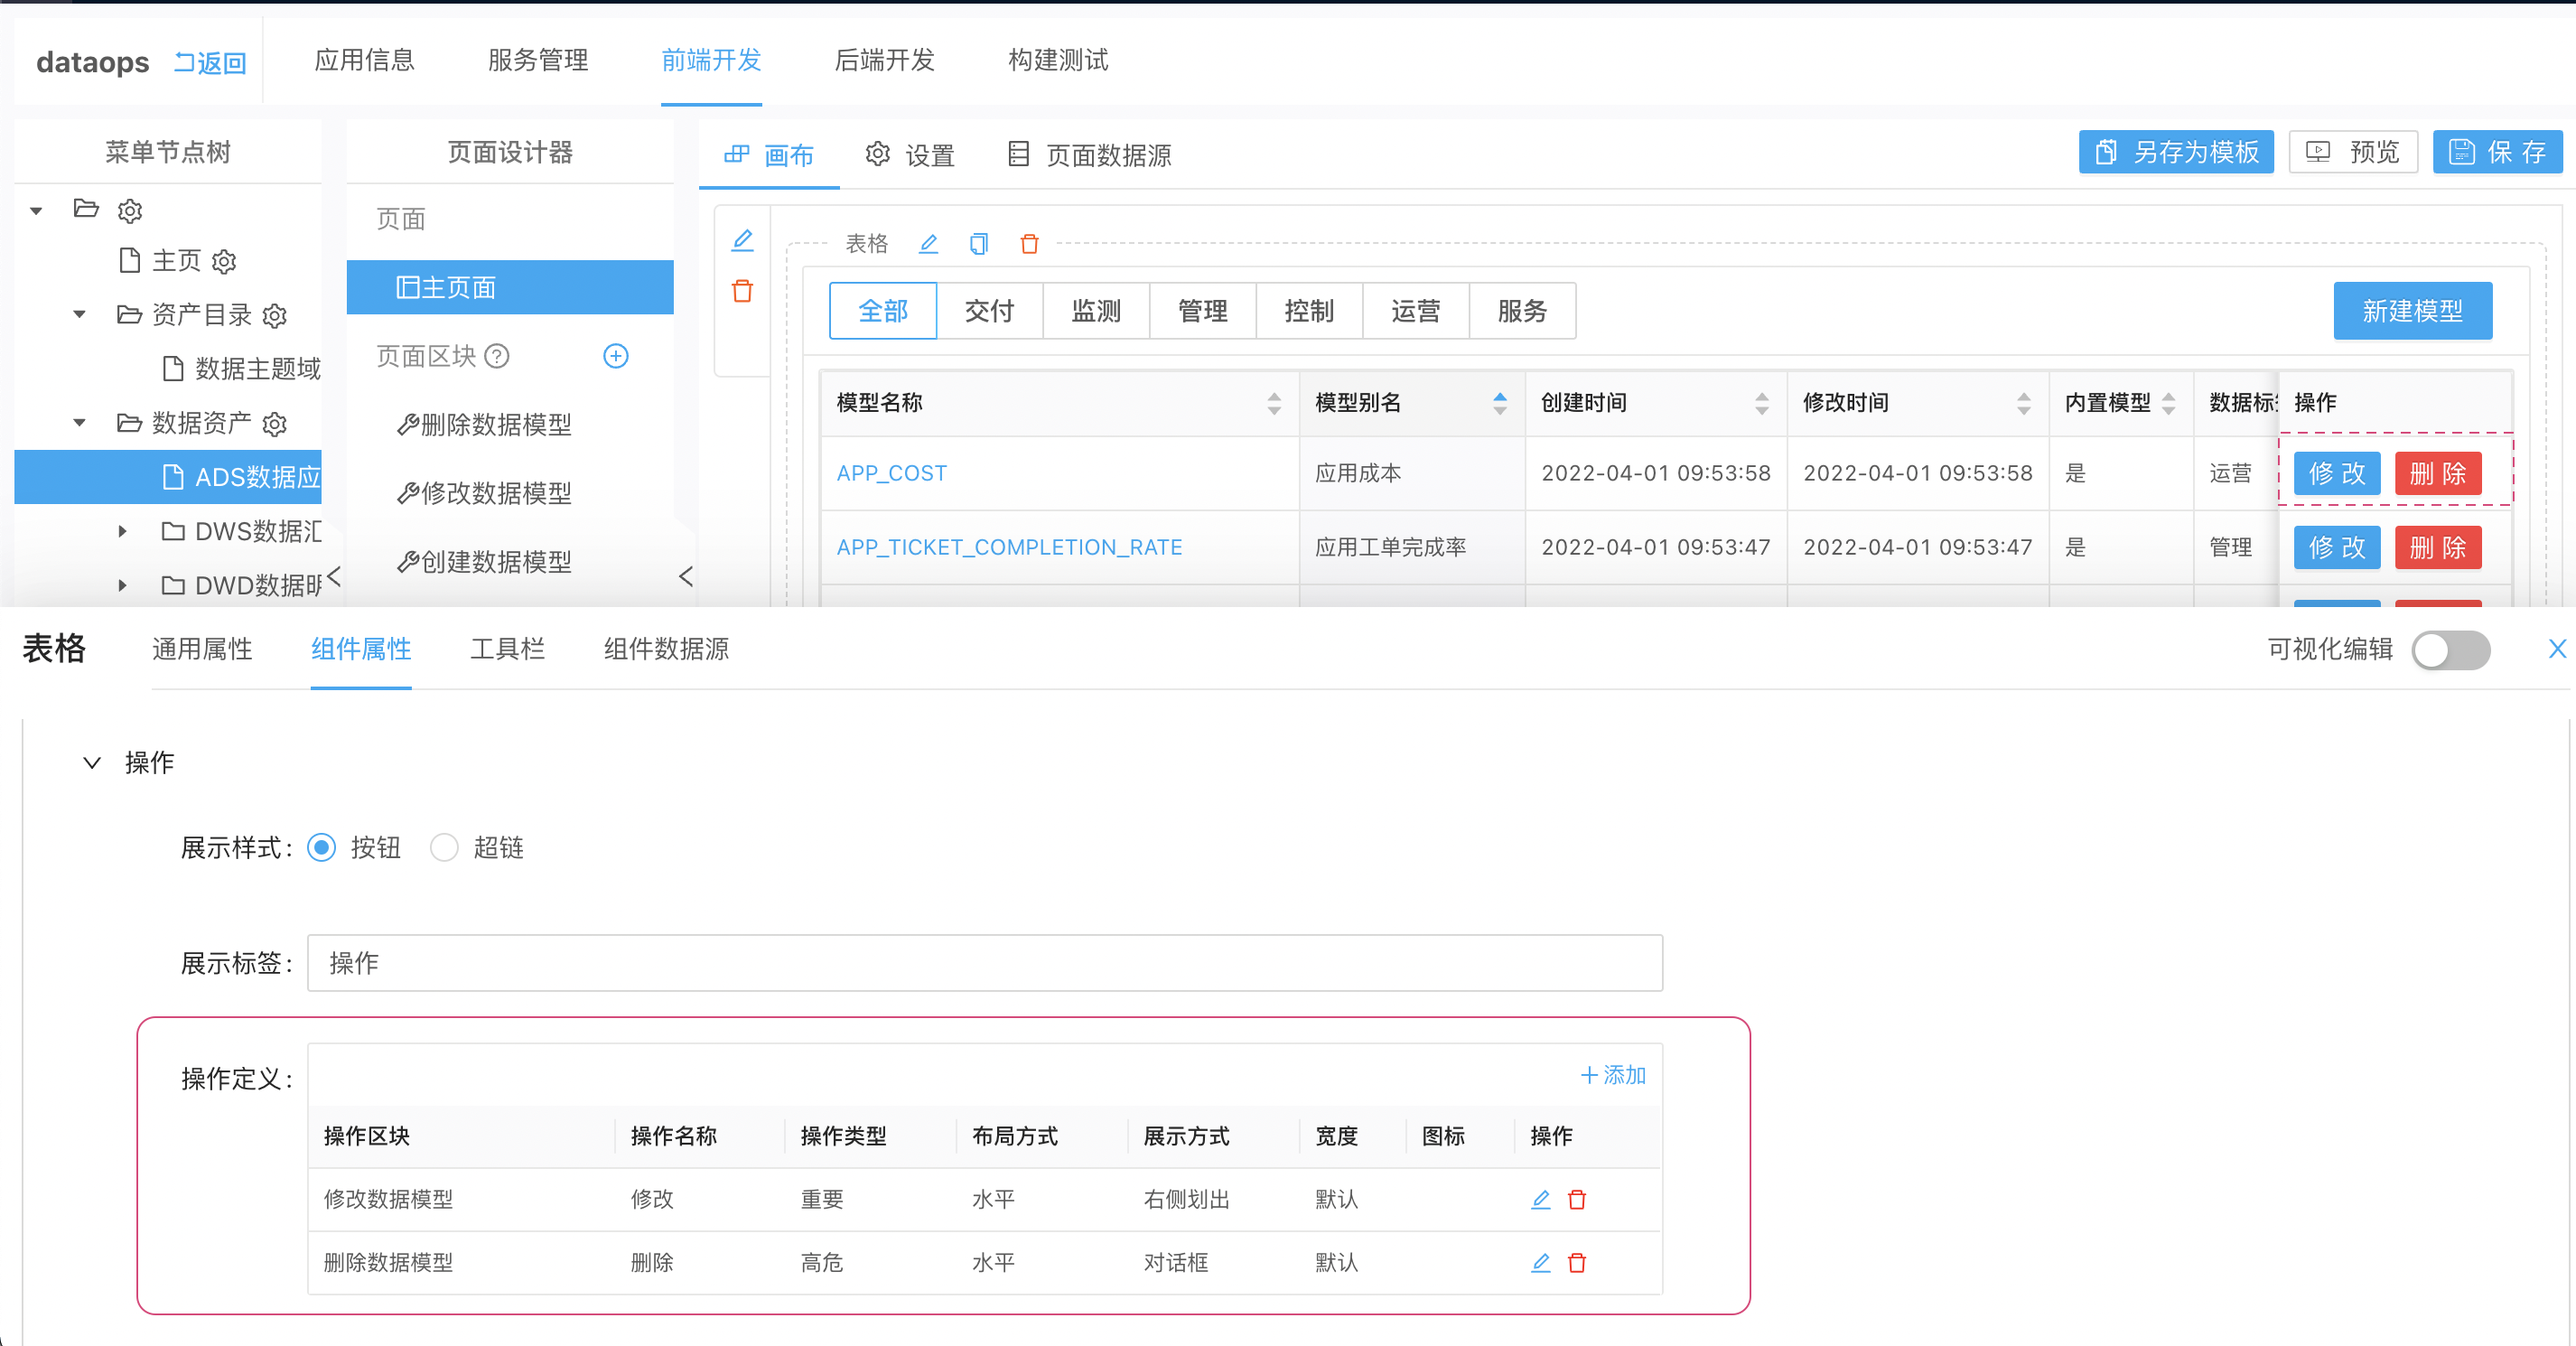 dataops 返回 应用信息 服务管理 前端开发 后端开发 构建测试
菜单节点树 页面设计器 画布 设置 页面数据源 另存为模板 预览 保 存
页面
主页
主页面
表格
资产目录
全部 交付 监测 管理 控制 运营 服务 新建模型
页面区块
数据主题域
模型名称 模型别名 创建时间 修改时间 内置模型 数据标 操作
数据资产
删除数据模型
ADS数据应
APP_COST 应用成本 2022-04-01 09:53:58 2022-04-01 09:53:58 是 运营 修 改 删 除
修改数据模型
DWS数据汇
APP_TICKET_COMPLETION_RATE 应用工单完成率 2022-04-01 09:53:47 2022-04-01 09:53:47 是 管理 修 改 删 除
创建数据模型
DWD数据明
表格 通用属性 组件属性 工具栏 组件数据源 可视化编辑
操作
展示样式: 按钮 超链
展示标签: 操作
操作定义: 添加
操作区块 操作名称 操作类型 布局方式 展示方式 宽度 图标 操作
修改数据模型 修改 重要 水平 右侧划出 默认
删除数据模型 删除 高危 水平 对话框 默认